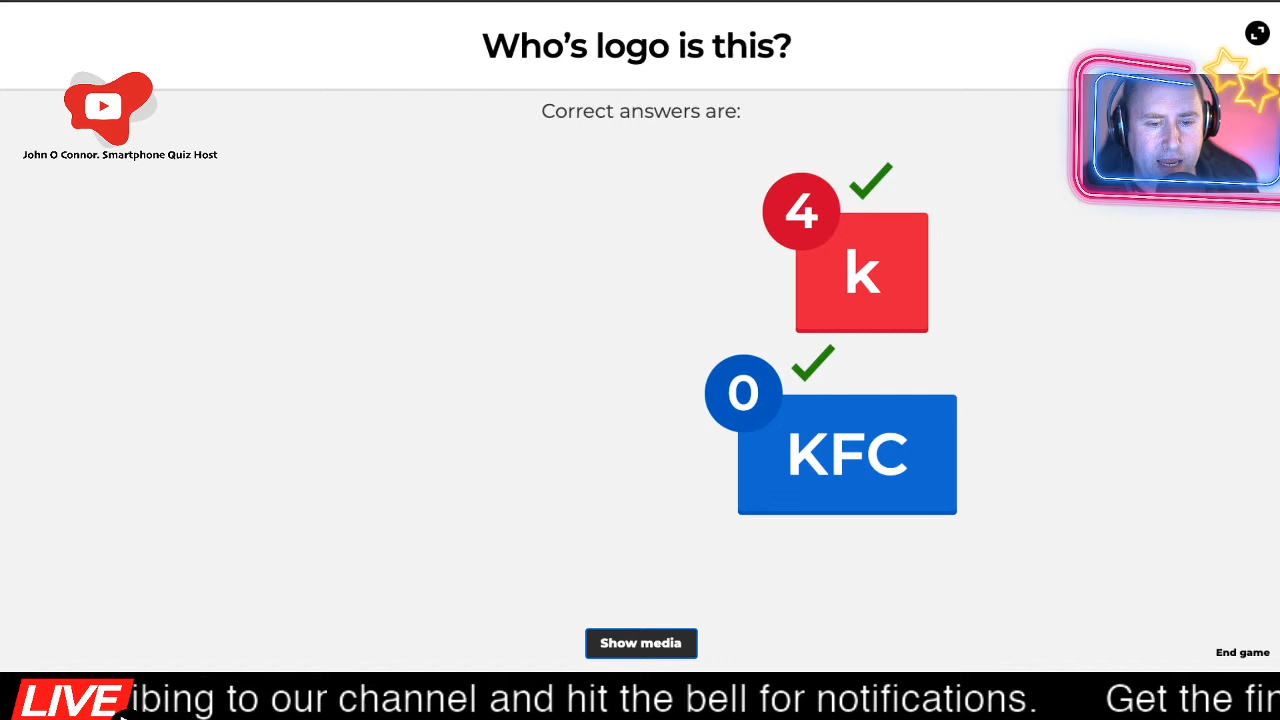 Who's logo is this?
Correct answers are:
John O Connor. Smartphone Quiz Host
4
k
0
KFC
Show media
End game
LIVE
ibing to our channel and hit the bell for notifications. Get the fir